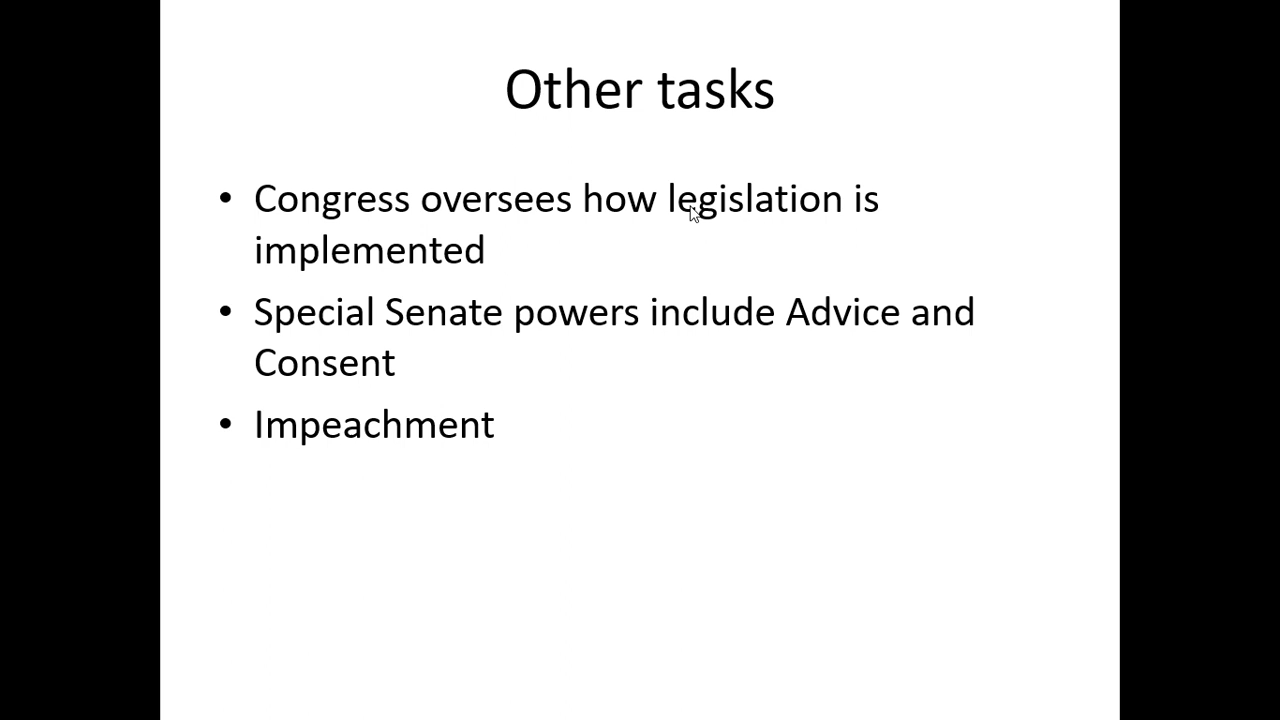 Other tasks
• Congress oversees how legislation is
implemented
• Special Senate powers include Advice and
Consent
• Impeachment